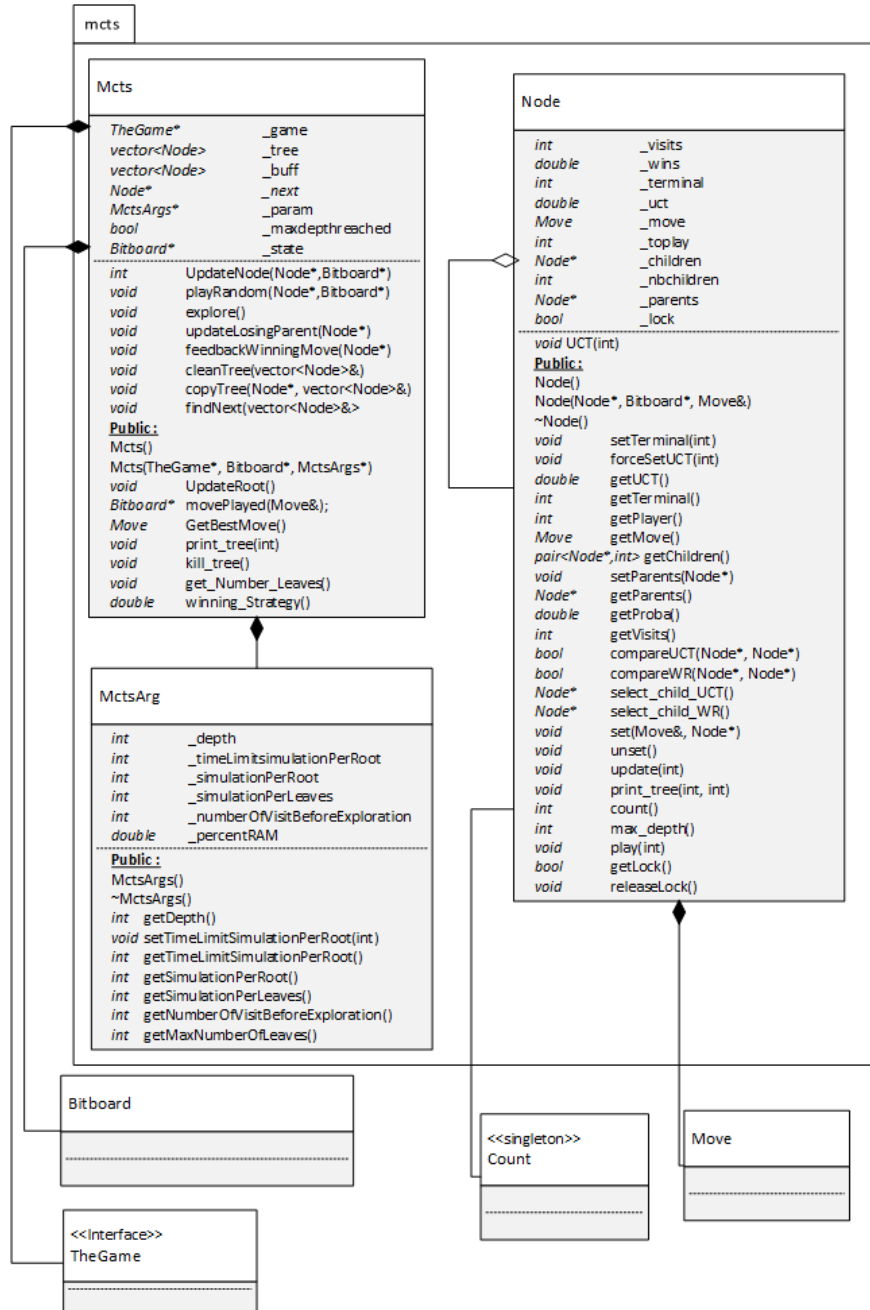 mcts
Mcts
TheGame* _game
vector<Node> _tree
vector<Node> _buff
Node* _next
MctsArgs* _param
bool _maxdepthreached
Bitboard* _state
int UpdateNode(Node*,Bitboard*)
void playRandom(Node*,Bitboard*)
void explore()
void updateLosingParent(Node*)
void feedbackWinningMove(Node*)
void cleanTree(vector<Node>&)
void copyTree(Node*, vector<Node>&)
void findNext(vector<Node>&>
Public :
Mcts()
Mcts(TheGame*, Bitboard*, MctsArgs*)
void UpdateRoot()
Bitboard* movePlayed(Move&);
Move GetBestMove()
void print_tree(int)
void kill_tree()
void get_Number_Leaves()
double winning_Strategy()
Node
int _visits
double _wins
int _terminal
double _uct
Move _move
int _toplay
Node* _children
int _nbchildren
Node* _parents
bool _lock
void UCT(int)
Public :
Node()
Node(Node*, Bitboard*, Move&)
~Node()
void setTerminal(int)
void forceSetUCT(int)
double getUCT()
int getTerminal()
int getPlayer()
Move getMove()
pair<Node*,int> getChildren()
void setParents(Node*)
Node* getParents()
double getProba()
int getVisits()
bool compareUCT(Node*, Node*)
bool compareWR(Node*, Node*)
Node* select_child_UCT()
Node* select_child_WR()
void set(Move&, Node*)
void unset()
void update(int)
void print_tree(int, int)
int count()
int max_depth()
void play(int)
bool getLock()
void releaseLock()
MctsArg
int _depth
int _timeLimitsimulationPerRoot
int _simulationPerRoot
int _simulationPerLeaves
int _numberOfVisitBeforeExploration
double _percentRAM
Public :
MctsArgs()
~MctsArgs()
int getDepth()
void setTimeLimitSimulationPerRoot(int)
int getTimeLimitSimulationPerRoot()
int getSimulationPerRoot()
int getSimulationPerLeaves()
int getNumberOfVisitBeforeExploration()
int getMaxNumberOfLeaves()
Bitboard
<<singleton>>
Count
Move
<<Interface>>
TheGame